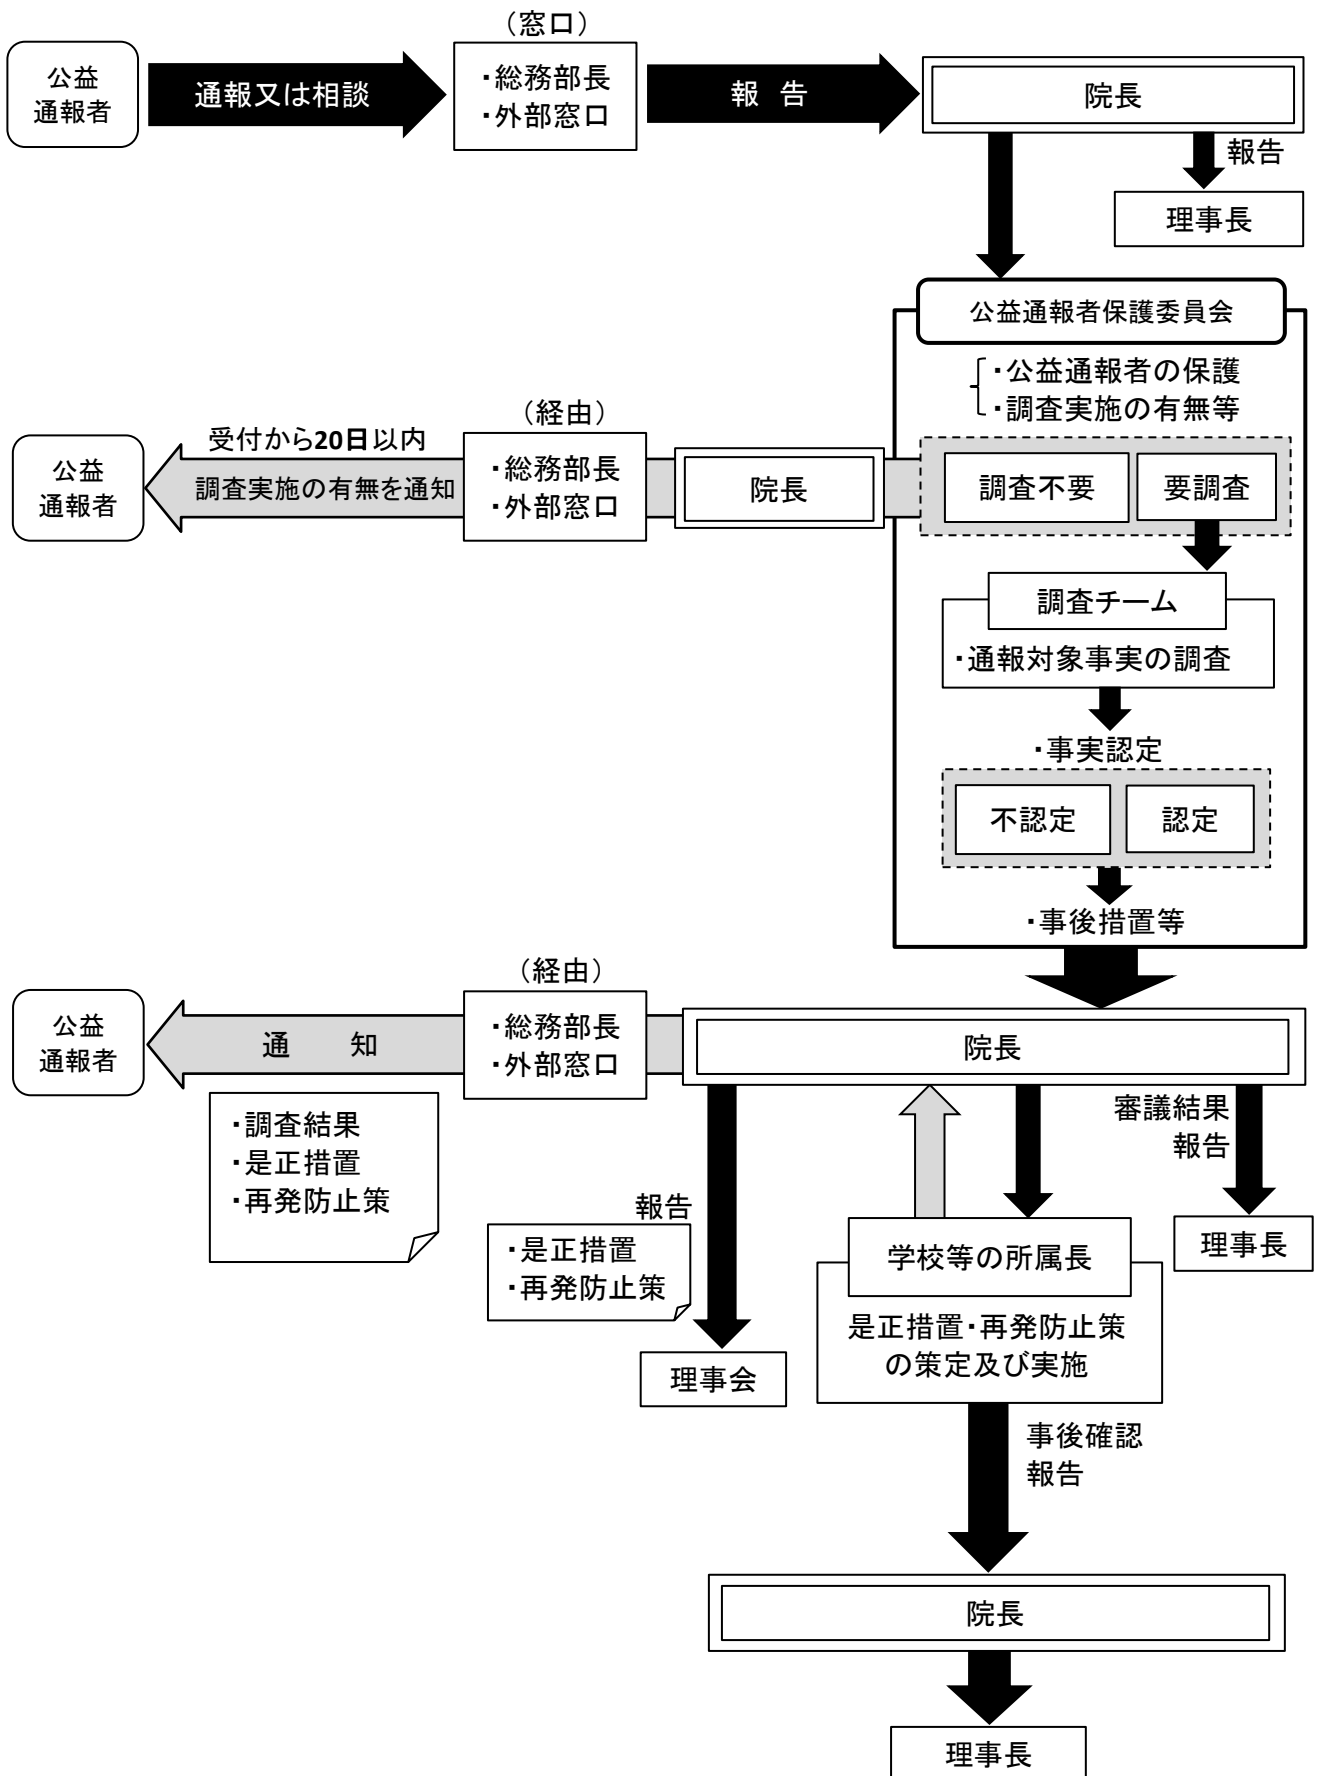 （窓口）
公益
通報者
通報又は相談
・総務部長
・外部窓口
報 告
院長
報告
理事長
公益通報者保護委員会
・公益通報者の保護
・調査実施の有無等
（経由）
受付から20日以内
公益
通報者
調査実施の有無を通知
・総務部長
・外部窓口
院長
調査不要
要調査
調査チーム
・通報対象事実の調査
・事実認定
不認定
認定
・事後措置等
（経由）
公益
通報者
通 知
・総務部長
・外部窓口
院長
・調査結果
・是正措置
・再発防止策
審議結果
報告
報告
・是正措置
・再発防止策
学校等の所属長
理事長
是正措置・再発防止策
の策定及び実施
理事会
事後確認
報告
院長
理事長